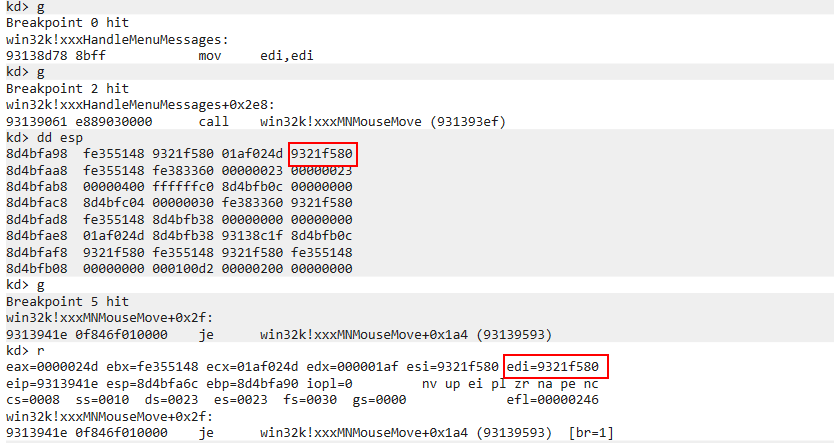 kd> g
Breakpoint 0 hit
win32k!xxxHandleMenuMessages:
93138d78 8bff            mov     edi,edi
kd> g
Breakpoint 2 hit
win32k!xxxHandleMenuMessages+0x2e8:
93139061 e889030000      call    win32k!xxxMNMouseMove (931393ef)
kd> dd esp
8d4bfa98  fe355148 9321f580 01af024d 9321f580
8d4bfaa8  fe355148 fe383360 00000023 00000023
8d4bfab8  00000400 ffffffc0 8d4bfb0c 00000000
8d4bfac8  8d4bfc04 00000030 fe383360 9321f580
8d4bfad8  fe355148 8d4bfb38 00000000 00000000
8d4bfae8  01af024d 8d4bfb38 93138c1f 8d4bfb0c
8d4bfaf8  9321f580 fe355148 9321f580 fe355148
8d4bfb08  00000000 000100d2 00000200 00000000
kd> g
Breakpoint 5 hit
win32k!xxxMNMouseMove+0x2f:
9313941e 0f846f010000    je      win32k!xxxMNMouseMove+0x1a4 (93139593)
kd> r
eax=0000024d ebx=fe355148 ecx=01af024d edx=000001af esi=9321f580 edi=9321f580
eip=9313941e esp=8d4bfa6c ebp=8d4bfa90 iopl=0         nv up ei pl zr na pe nc
cs=0008  ss=0010  ds=0023  es=0023  fs=0030  gs=0000             efl=00000246
win32k!xxxMNMouseMove+0x2f:
9313941e 0f846f010000    je      win32k!xxxMNMouseMove+0x1a4 (93139593)  [br=1]